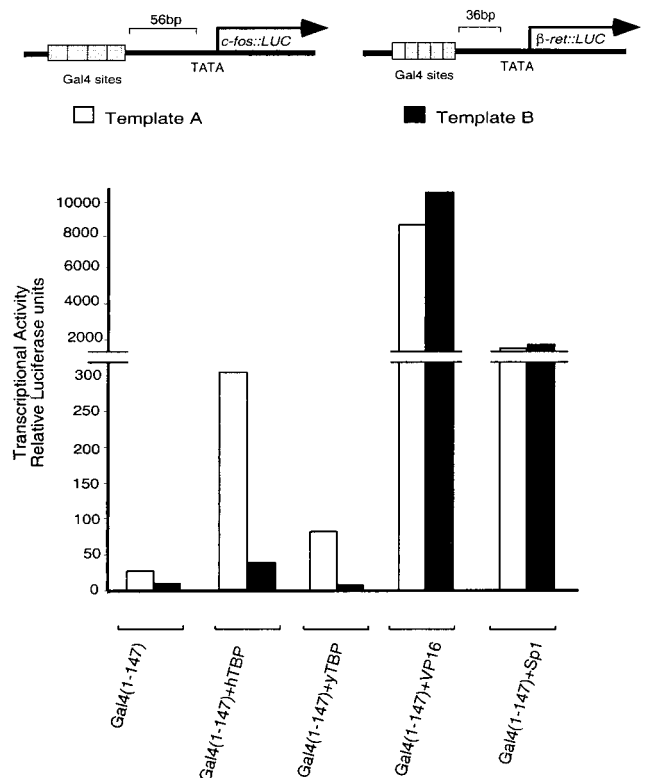 56bp
c-fos::LUC
Gal4 sites
TATA
36bp
β-ret::LUC
Gal4 sites
TATA
Template A
Template B
Transcriptional Activity
Relative Luciferase units
10000
8000
6000
4000
2000
300
250
200
150
100
50
0
Gal4(1-147)
Gal4(1-147)+hTBP
Gal4(1-147)+yTBP
Gal4(1-147)+VP16
Gal4(1-147)+Sp1